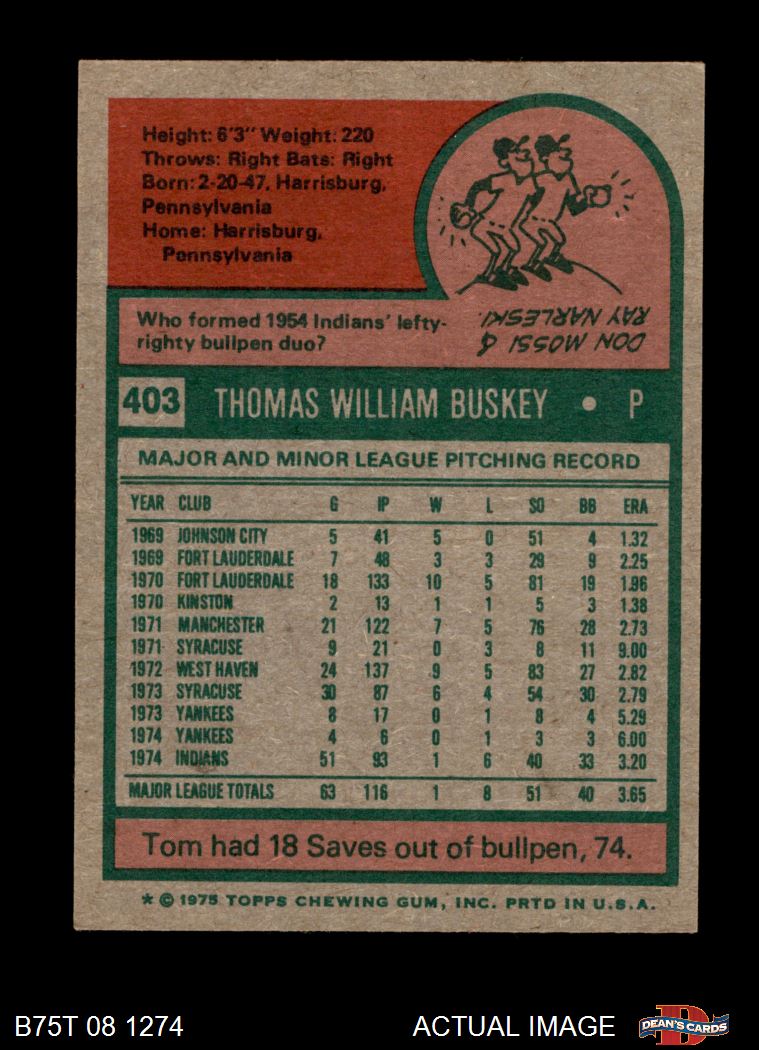 Height: 6'3" Weight: 220
Throws: Right Bats: Right
Born: 2-20-47, Harrisburg,
Pennsylvania
Home: Harrisburg,
Pennsylvania
Who formed 1954 Indians' lefty-
righty bullpen duo?
DON MOSSI &
RAY NARLESKI.
403 THOMAS WILLIAM BUSKEY • P
MAJOR AND MINOR LEAGUE PITCHING RECORD
YEAR CLUB G IP W L SO BB ERA
1969 JOHNSON CITY 5 41 5 0 51 4 1.32
1969 FORT LAUDERDALE 7 48 3 3 29 9 2.25
1970 FORT LAUDERDALE 18 133 10 5 81 19 1.96
1970 KINSTON 2 13 1 1 5 3 1.38
1971 MANCHESTER 21 122 7 5 76 28 2.73
1971 SYRACUSE 9 21 0 3 8 11 9.00
1972 WEST HAVEN 24 137 9 5 83 27 2.82
1973 SYRACUSE 30 87 6 4 54 30 2.79
1973 YANKEES 8 17 0 1 8 4 5.29
1974 YANKEES 4 6 0 1 3 3 6.00
1974 INDIANS 51 93 1 6 40 33 3.20
MAJOR LEAGUE TOTALS 63 116 1 8 51 40 3.65
Tom had 18 Saves out of bullpen, 74.
* © 1975 TOPPS CHEWING GUM, INC. PRTD IN U.S.A.
B75T 08 1274 ACTUAL IMAGE D DEAN'S CARDS